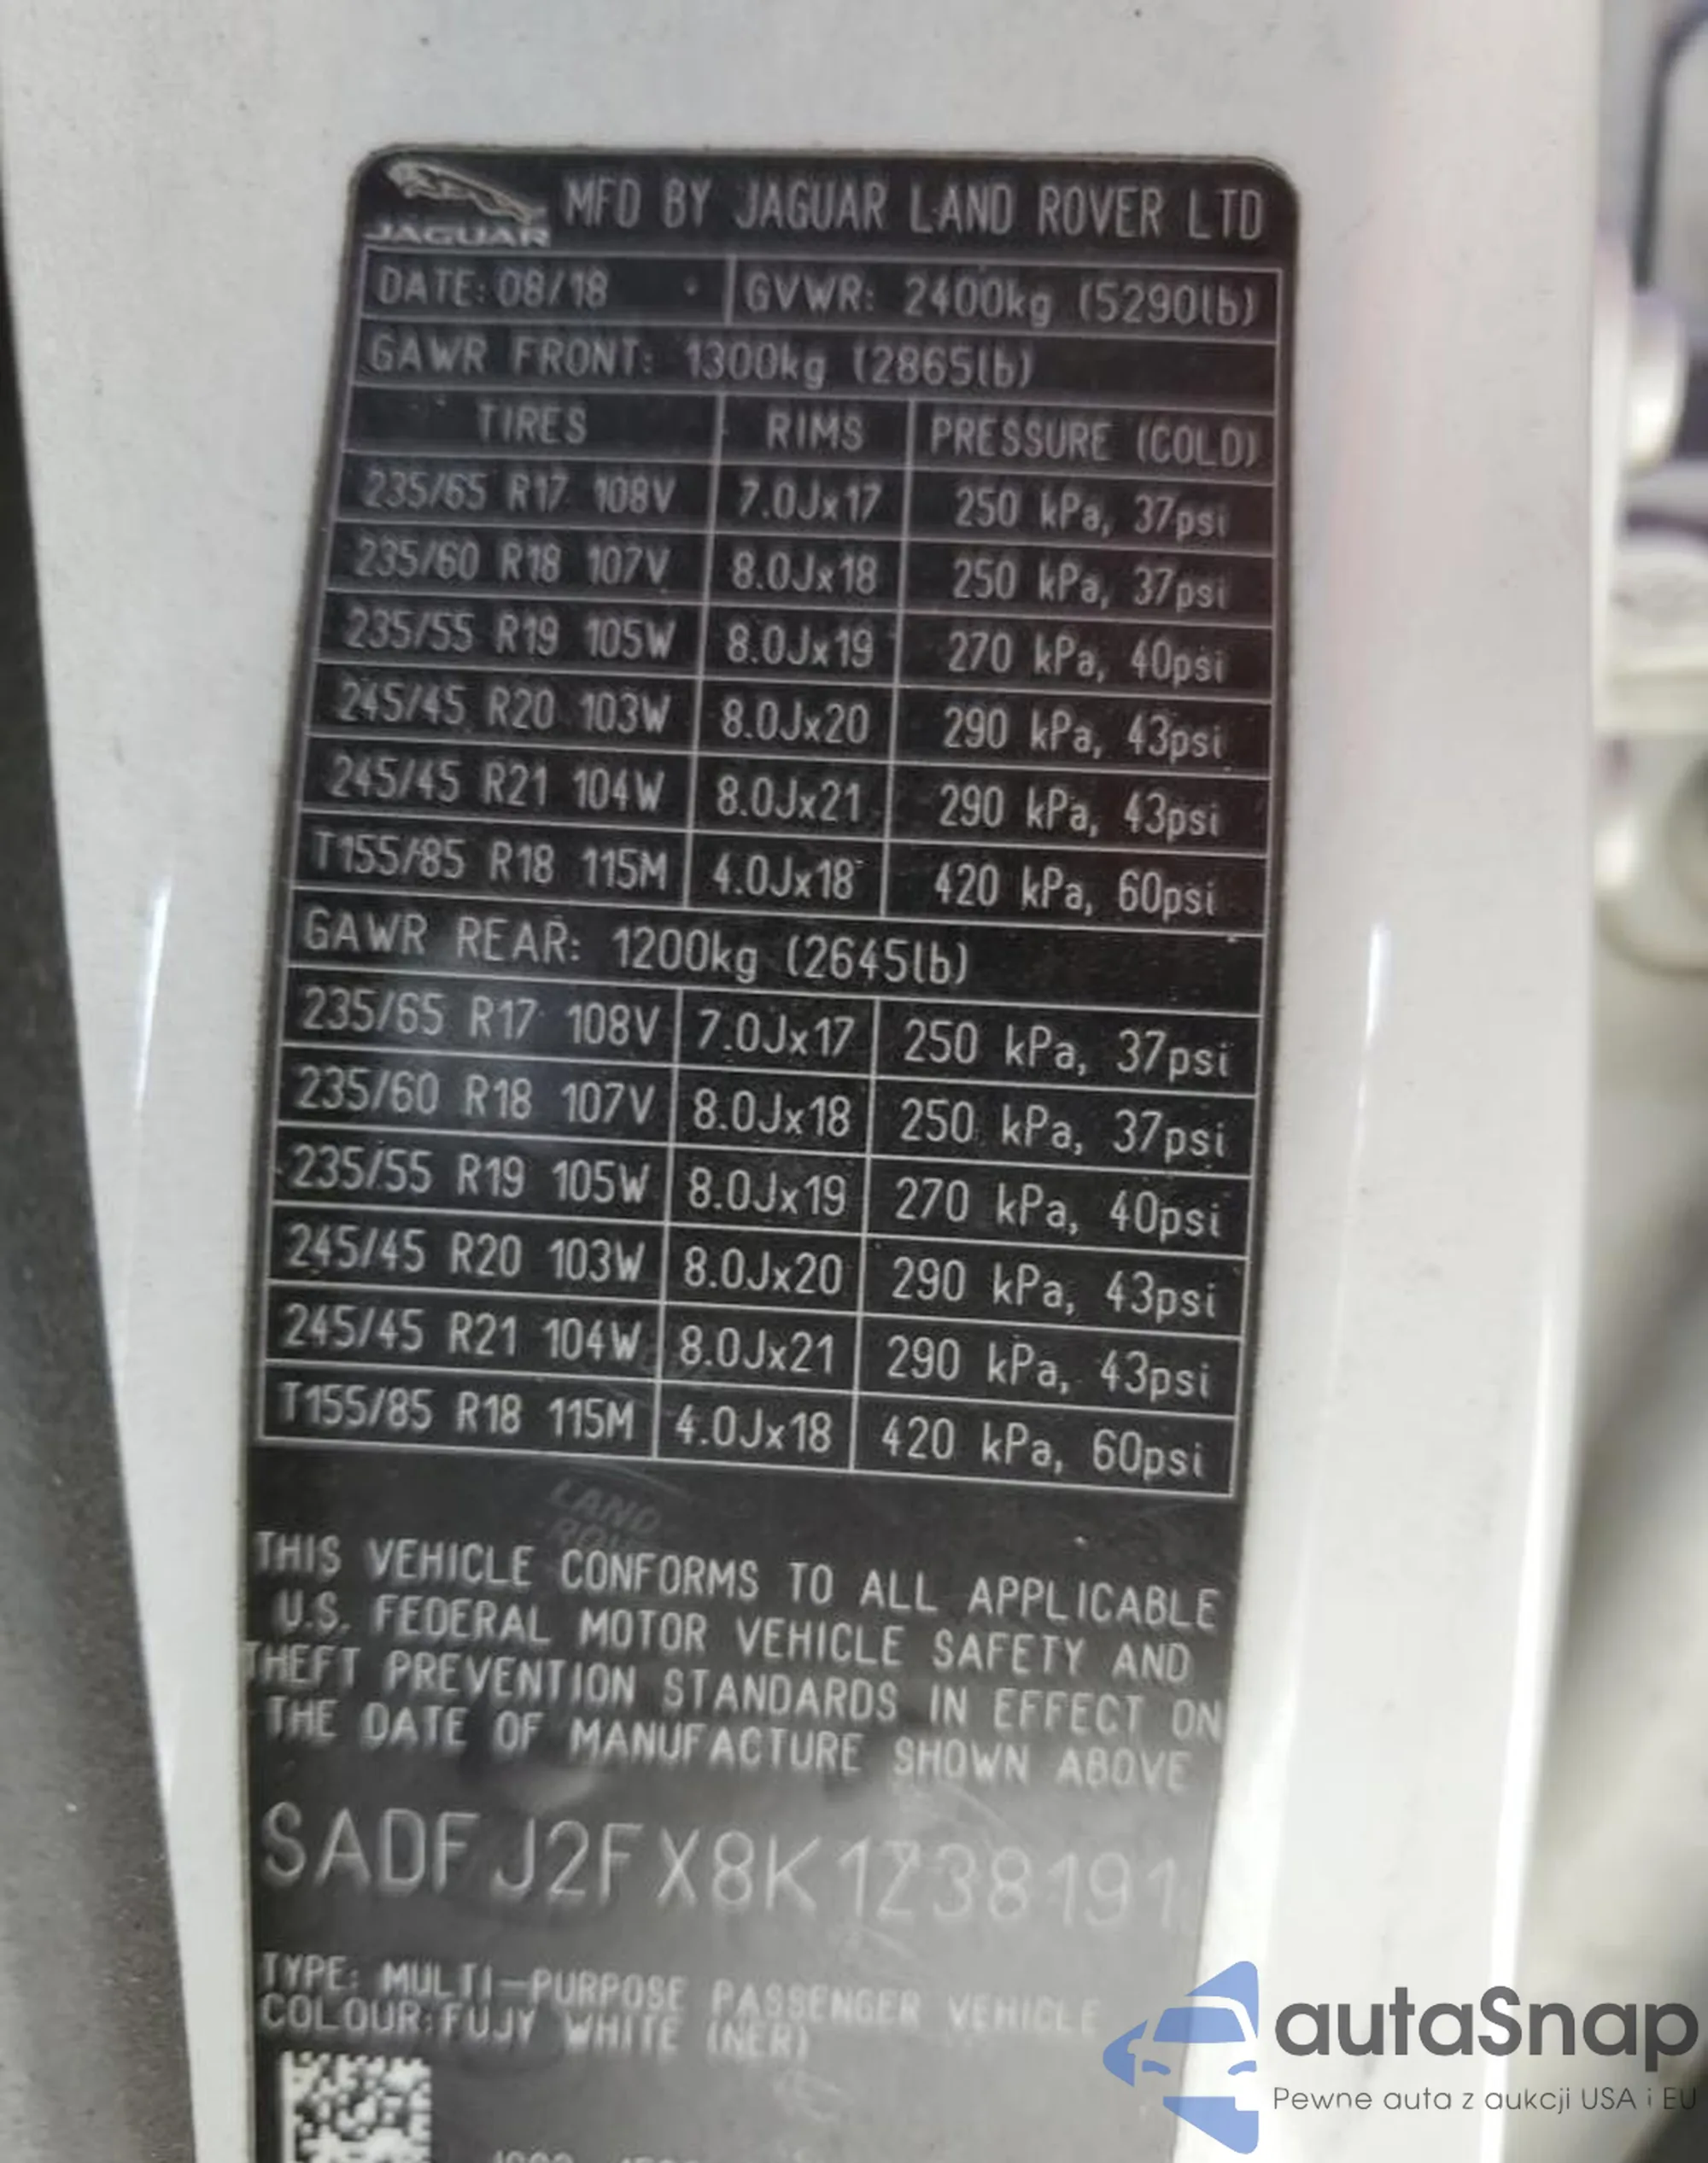 JAGUAR
MFD BY JAGUAR LAND ROVER LTD
DATE: 08/18 GVWR: 2400kg (5290lb)
GAWR FRONT: 1300kg (2865lb)
TIRES RIMS PRESSURE (COLD)
235/65 R17 108V 7.0Jx17 250 kPa, 37psi
235/60 R18 107V 8.0Jx18 250 kPa, 37psi
235/55 R19 105W 8.0Jx19 270 kPa, 40psi
245/45 R20 103W 8.0Jx20 290 kPa, 43psi
245/45 R21 104W 8.0Jx21 290 kPa, 43psi
T155/85 R18 115M 4.0Jx18 420 kPa, 60psi
GAWR REAR: 1200kg (2645lb)
235/65 R17 108V 7.0Jx17 250 kPa, 37psi
235/60 R18 107V 8.0Jx18 250 kPa, 37psi
235/55 R19 105W 8.0Jx19 270 kPa, 40psi
245/45 R20 103W 8.0Jx20 290 kPa, 43psi
245/45 R21 104W 8.0Jx21 290 kPa, 43psi
T155/85 R18 115M 4.0Jx18 420 kPa, 60psi
LAND
THIS VEHICLE CONFORMS TO ALL APPLICABLE
U.S. FEDERAL MOTOR VEHICLE SAFETY AND
THEFT PREVENTION STANDARDS IN EFFECT ON
THE DATE OF MANUFACTURE SHOWN ABOVE
SADFJ2FX8K1Z38191
TYPE: MULTI-PURPOSE PASSENGER VEHICLE
COLOUR: FUJY WHITE (NER)
autaSnap
Pewne auta z aukcji USA i EU